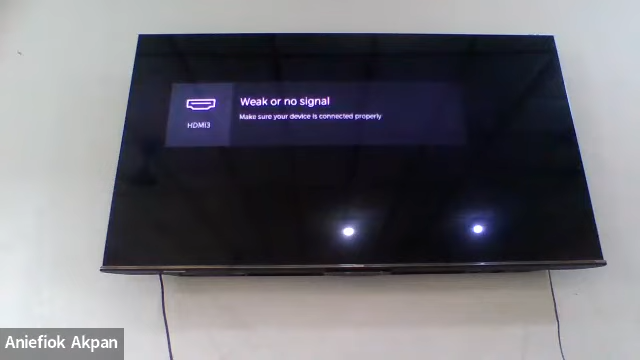 Weak or no signal
Make sure your device is connected properly
HDMI3
Aniefiok Akpan